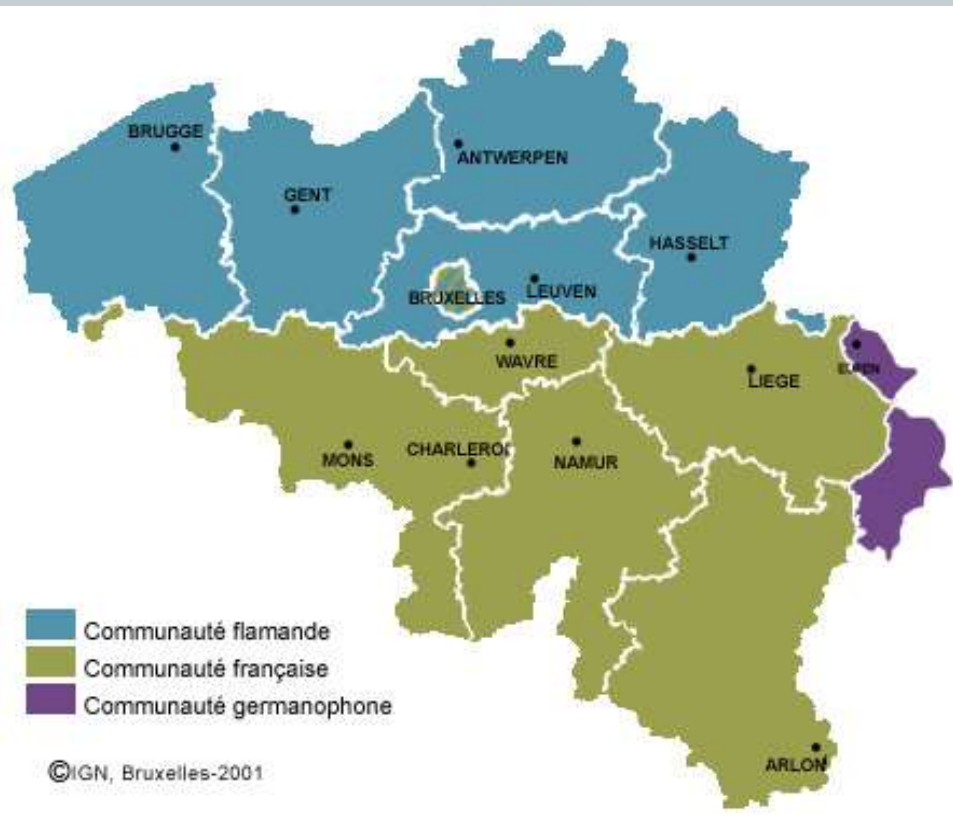 BRUGGE
ANTWERPEN
GENT
HASSELT
BRUXELLES
LEUVEN
WAVRE
EUPEN
LIEGE
MONS
CHARLEROI
NAMUR
Communauté flamande
Communauté française
Communauté germanophone
©IGN, Bruxelles-2001
ARLON